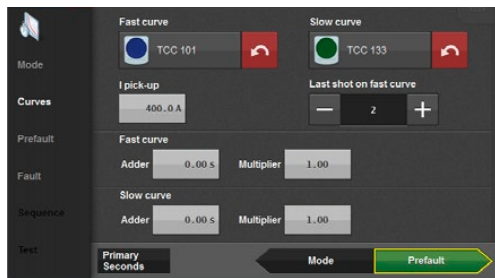 Fast curve
Slow curve
TCC 101
TCC 133
Mode
I pick-up
Last shot on fast curve
Curves
400.0 A
2
Prefault
Fast curve
Adder 0.00 s Multiplier 1.00
Fault
Slow curve
Sequence
Adder 0.00 s Multiplier 1.00
Test
Primary
Seconds
Mode
Prefault